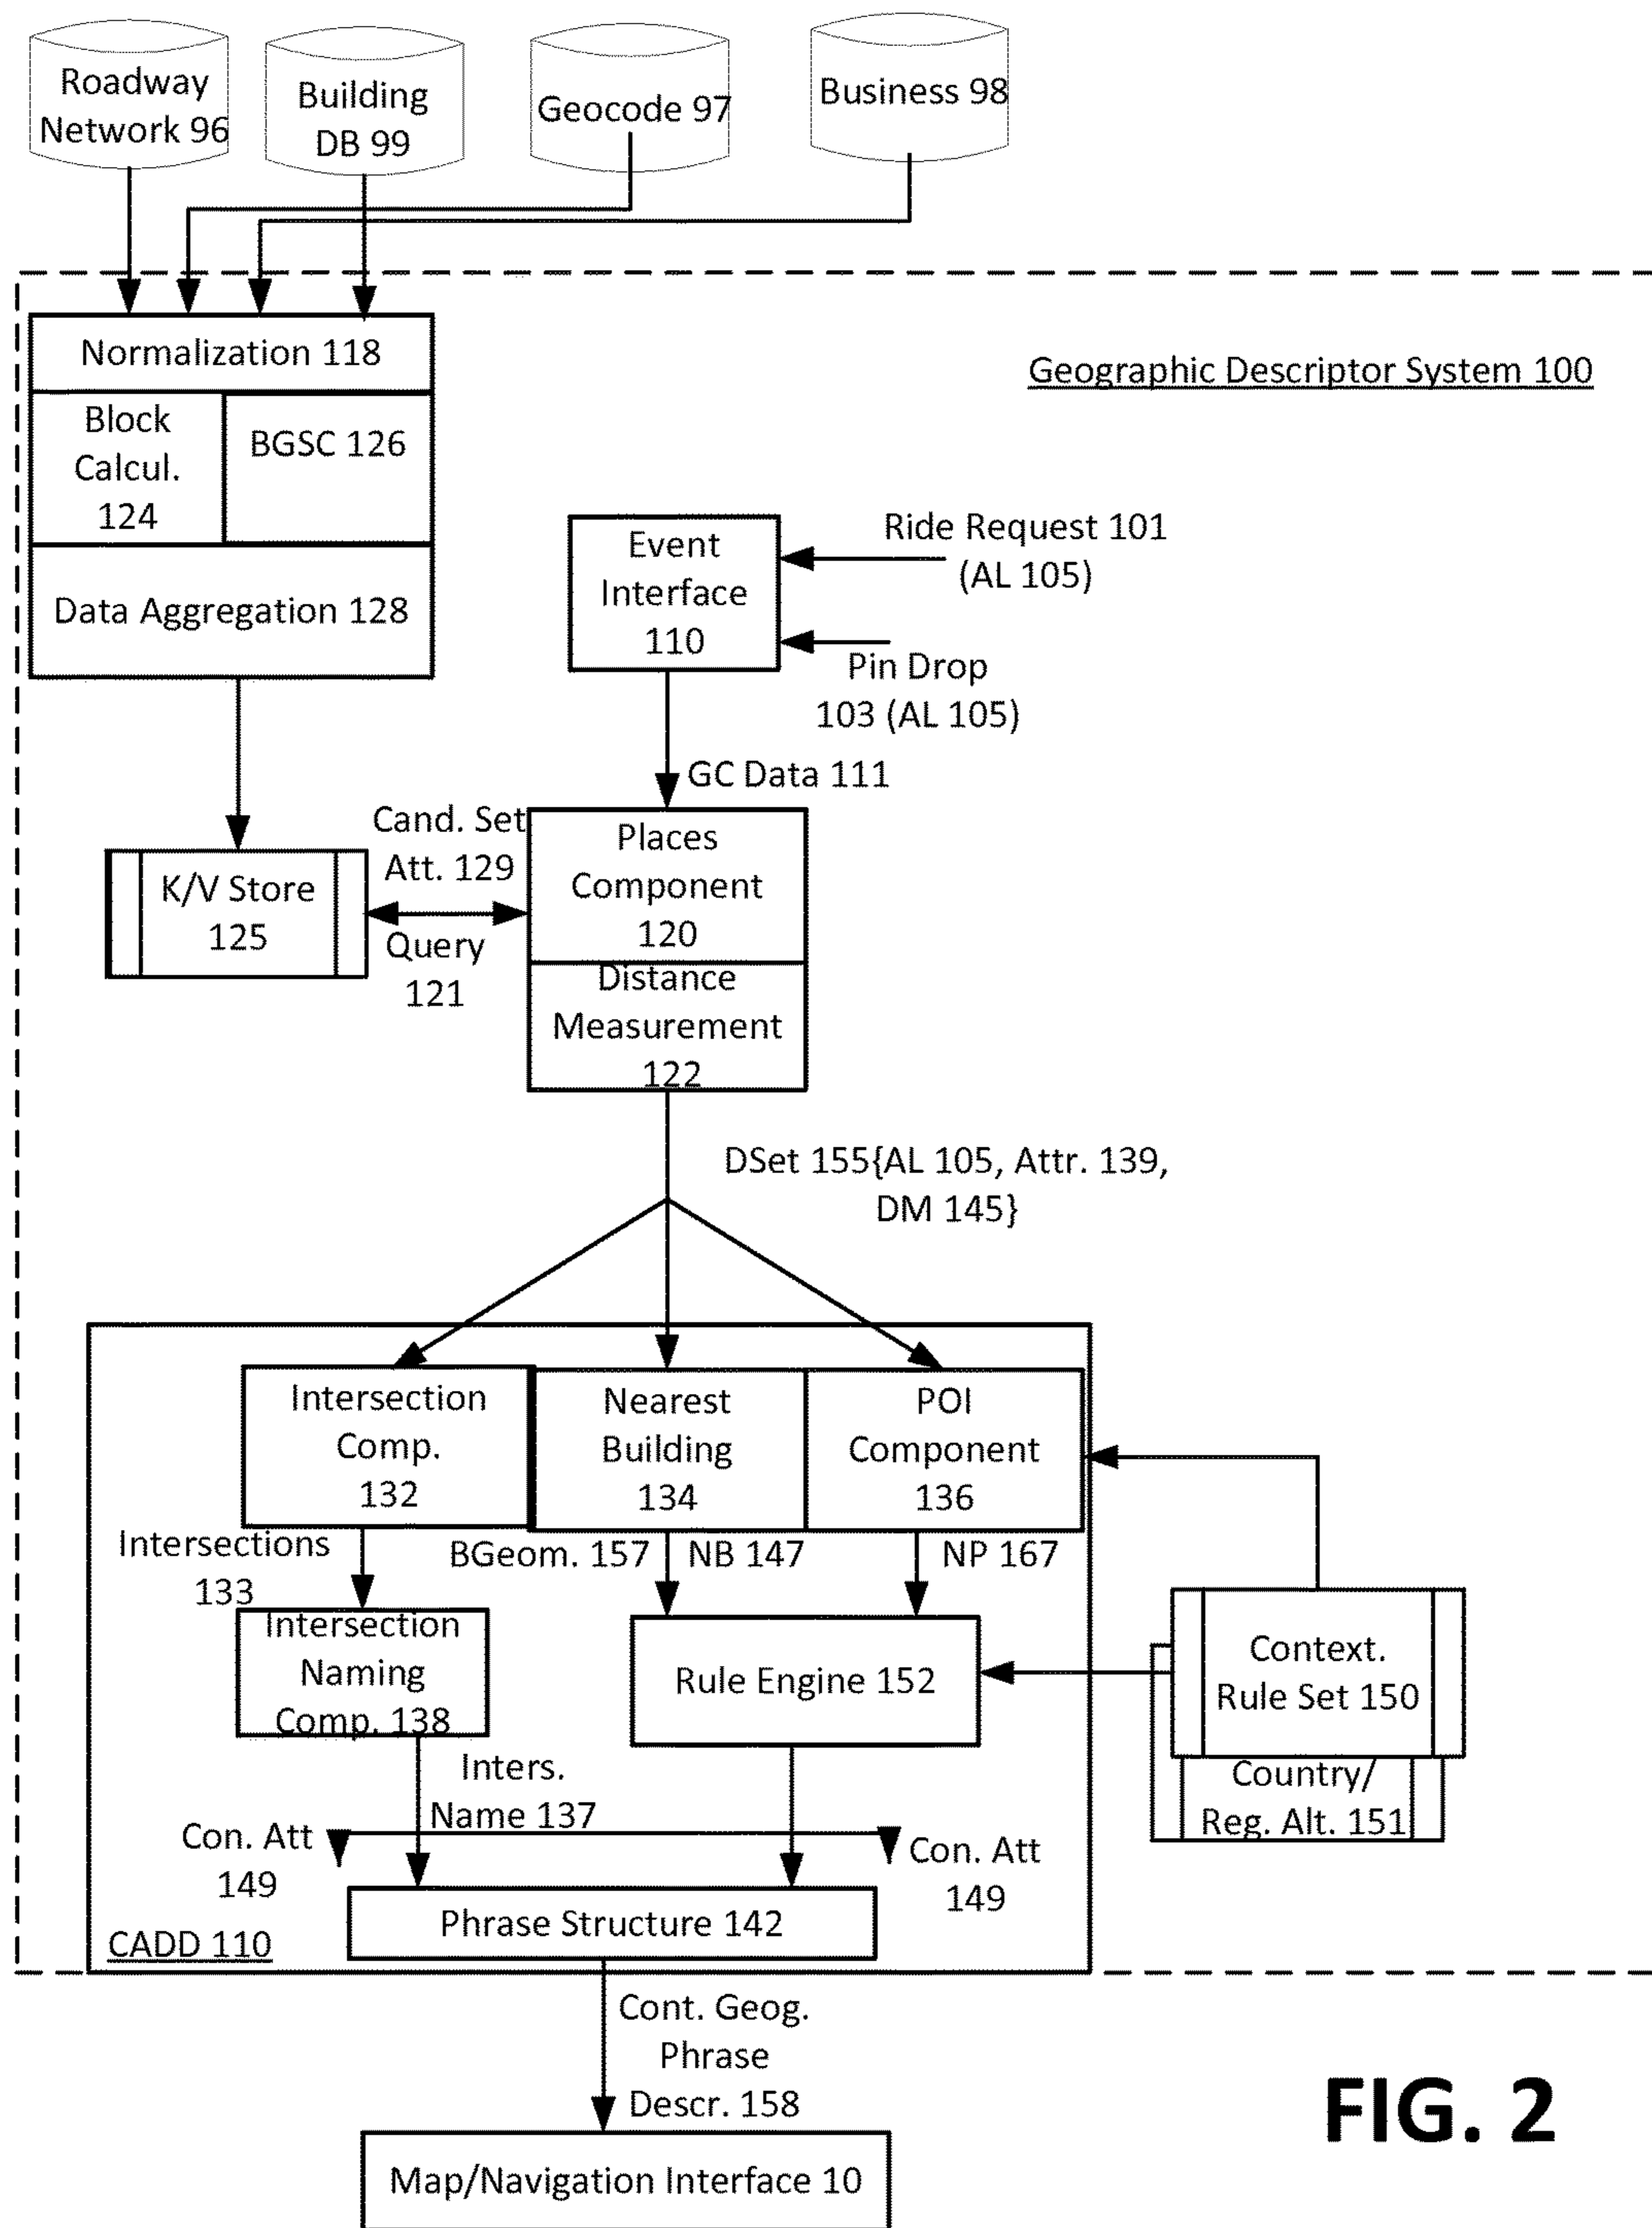 Roadway
Network 96
Building
DB 99
Geocode 97
Business 98
Normalization 118
Geographic Descriptor System 100
Block
Calcul.
124
BGSC 126
Data Aggregation 128
Event
Interface
110
Ride Request 101
(AL 105)
Pin Drop
103 (AL 105)
GC Data 111
Cand. Set
Att. 129
Places
Component
120
K/V Store
125
Query
121
Distance
Measurement
122
DSet 155{AL 105, Attr. 139,
DM 145}
Intersection
Comp.
132
Nearest
Building
134
POI
Component
136
Intersections
133
BGeom. 157
NB 147
NP 167
Intersection
Naming
Comp. 138
Rule Engine 152
Context.
Rule Set 150
Country/
Reg. Alt. 151
Inters.
Name 137
Con. Att
149
Con. Att
149
Phrase Structure 142
CADD 110
Cont. Geog.
Phrase
Descr. 158
Map/Navigation Interface 10
FIG. 2